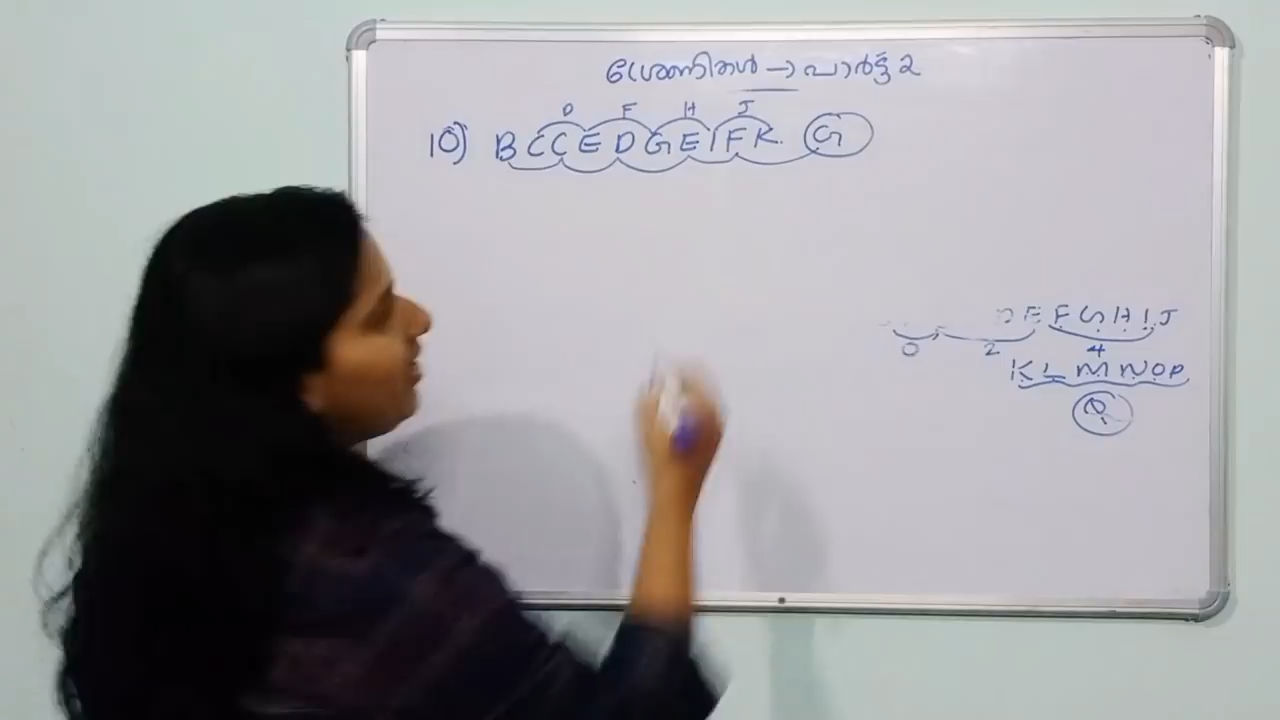 ശ്രേണികൾ → പാർട്ട് 2
D F H J
10) B C C E D G E I F K G
D E F G H I J
0 2 4
K L M N O P
Q